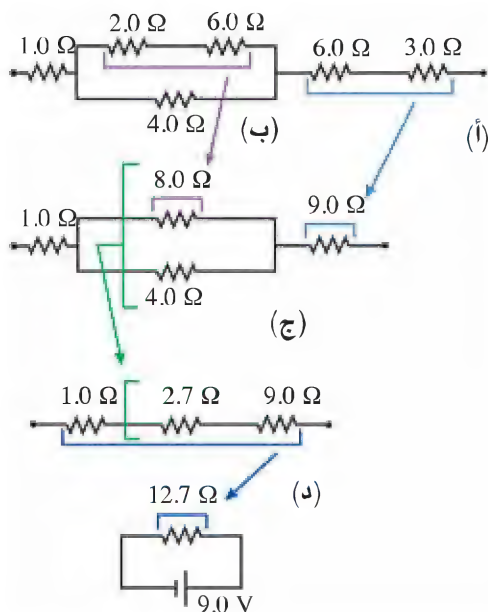 2.0 Ω 6.0 Ω
1.0 Ω 6.0 Ω 3.0 Ω
4.0 Ω (ب) (أ)
8.0 Ω
1.0 Ω 9.0 Ω
4.0 Ω
(ج)
1.0 Ω 2.7 Ω 9.0 Ω
(د)
12.7 Ω
9.0 V